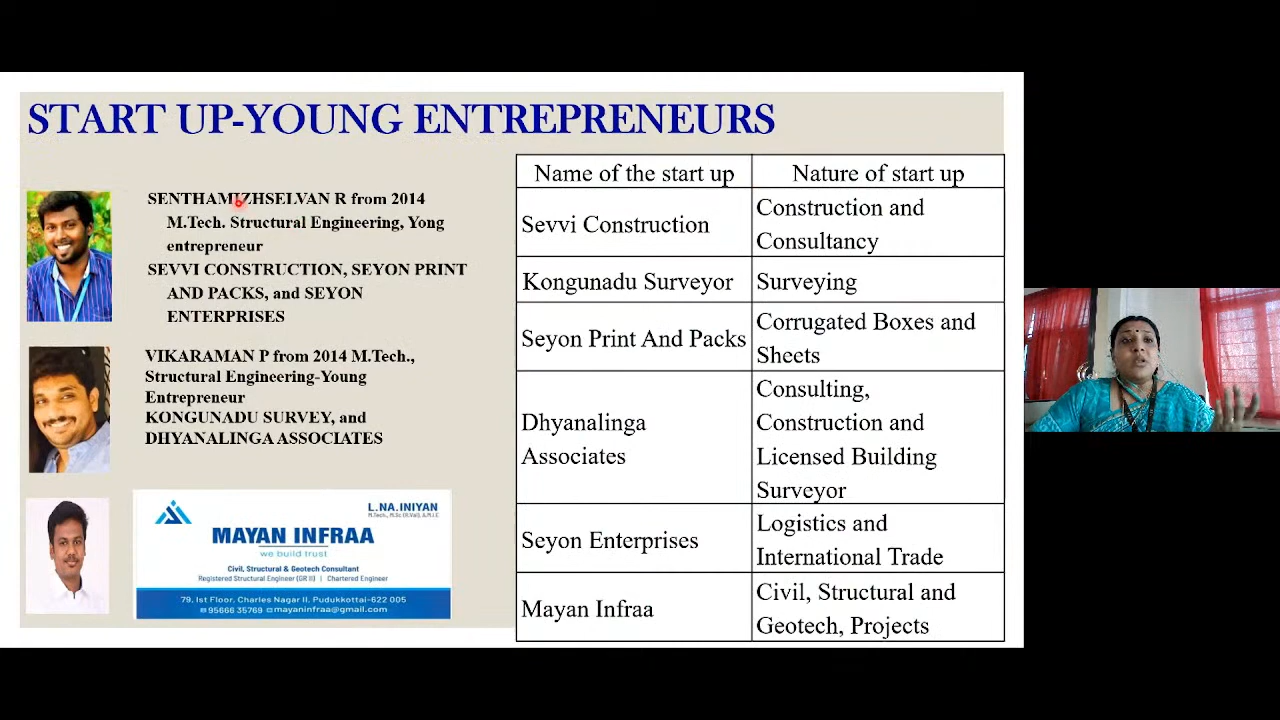 START UP-YOUNG ENTREPRENEURS
SENTHAMIZHSELVAN R from 2014
M.Tech. Structural Engineering, Yong
entrepreneur
SEVVI CONSTRUCTION, SEYON PRINT
AND PACKS, and SEYON
ENTERPRISES
VIKARAMAN P from 2014 M.Tech.,
Structural Engineering-Young
Entrepreneur
KONGUNADU SURVEY, and
DHYANALINGA ASSOCIATES
L.NA.INIYAN
M.Tech., M.Sc (R.Val), & M.I.E
MAYAN INFRAA
we build trust
Civil, Structural & Geotech Consultant
Registered Structural Engineer (GR II) | Chartered Engineer
79, 1st Floor, Charles Nagar II, Pudukkottai-622 005
95666 35769 mayaninfraa@gmail.com
Name of the start up Nature of start up
Sevvi Construction Construction and
Consultancy
Kongunadu Surveyor Surveying
Seyon Print And Packs Corrugated Boxes and
Sheets
Dhyanalinga
Associates
Consulting,
Construction and
Licensed Building
Surveyor
Seyon Enterprises Logistics and
International Trade
Mayan Infraa Civil, Structural and
Geotech, Projects